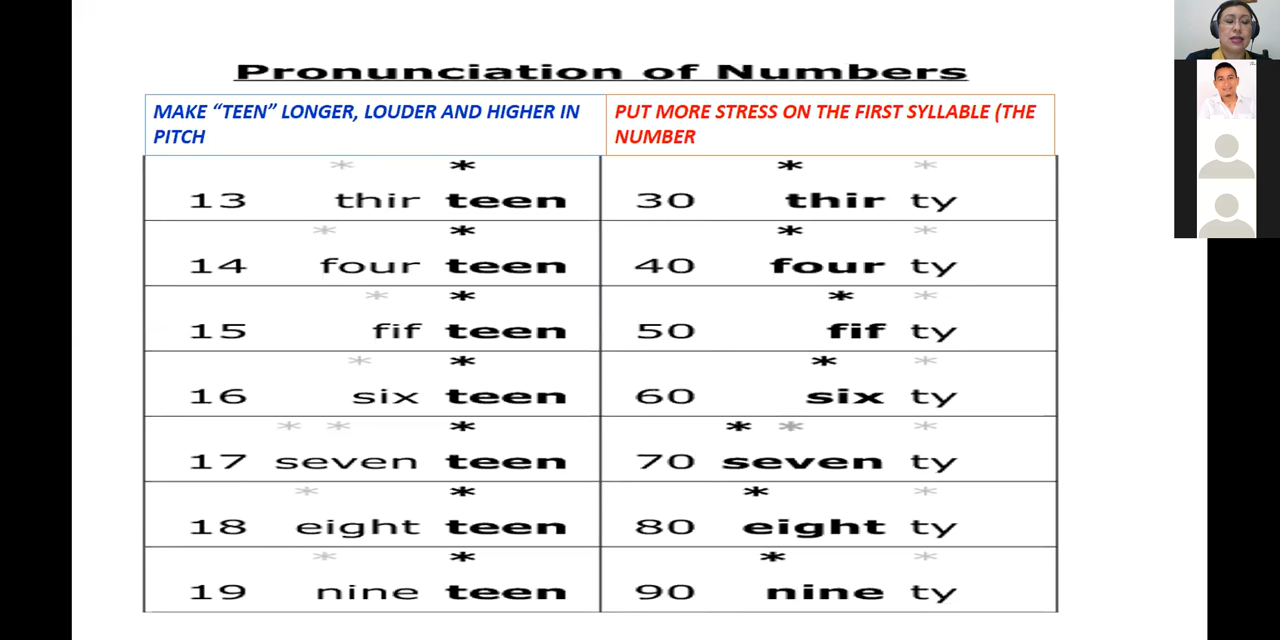 Pronunciation of Numbers
MAKE “TEEN” LONGER, LOUDER AND HIGHER IN
PITCH
PUT MORE STRESS ON THE FIRST SYLLABLE (THE
NUMBER
* * * *
13 thir teen 30 thir ty
* * * *
14 four teen 40 four ty
* * * *
15 fif teen 50 fif ty
* * * *
16 six teen 60 six ty
* * * * * *
17 seven teen 70 seven ty
* * * *
18 eight teen 80 eight ty
* * * *
19 nine teen 90 nine ty